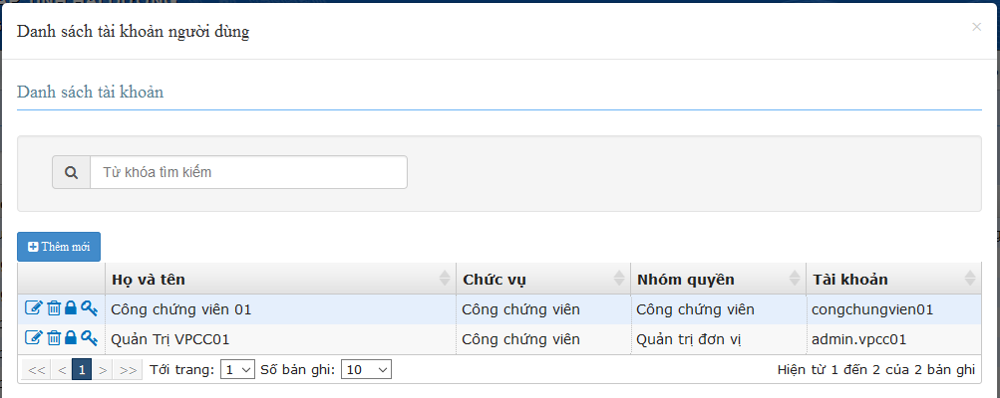 Danh sách tài khoản người dùng ×
Danh sách tài khoản
Từ khóa tìm kiếm
Thêm mới
Họ và tên Chức vụ Nhóm quyền Tài khoản
Công chứng viên 01 Công chứng viên Công chứng viên congchungvien01
Quản Trị VPCC01 Công chứng viên Quản trị đơn vị admin.vpcc01
<< < 1 > >> Tới trang: 1 Số bản ghi: 10 Hiện từ 1 đến 2 của 2 bản ghi